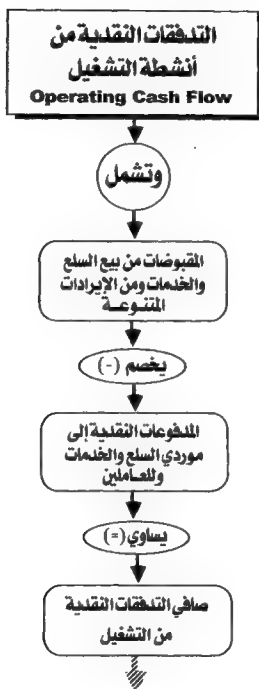 التدفقات النقدية من
أنشطة التشغيل
Operating Cash Flow
وتشمل
المقبوضات من بيع السلع
والخدمات ومن الإيرادات
المتنوعة
يخصم (-)
المدفوعات النقدية إلى
موردي السلع والخدمات
وللعاملين
يساوي (=)
صافي التدفقات النقدية
من التشغيل